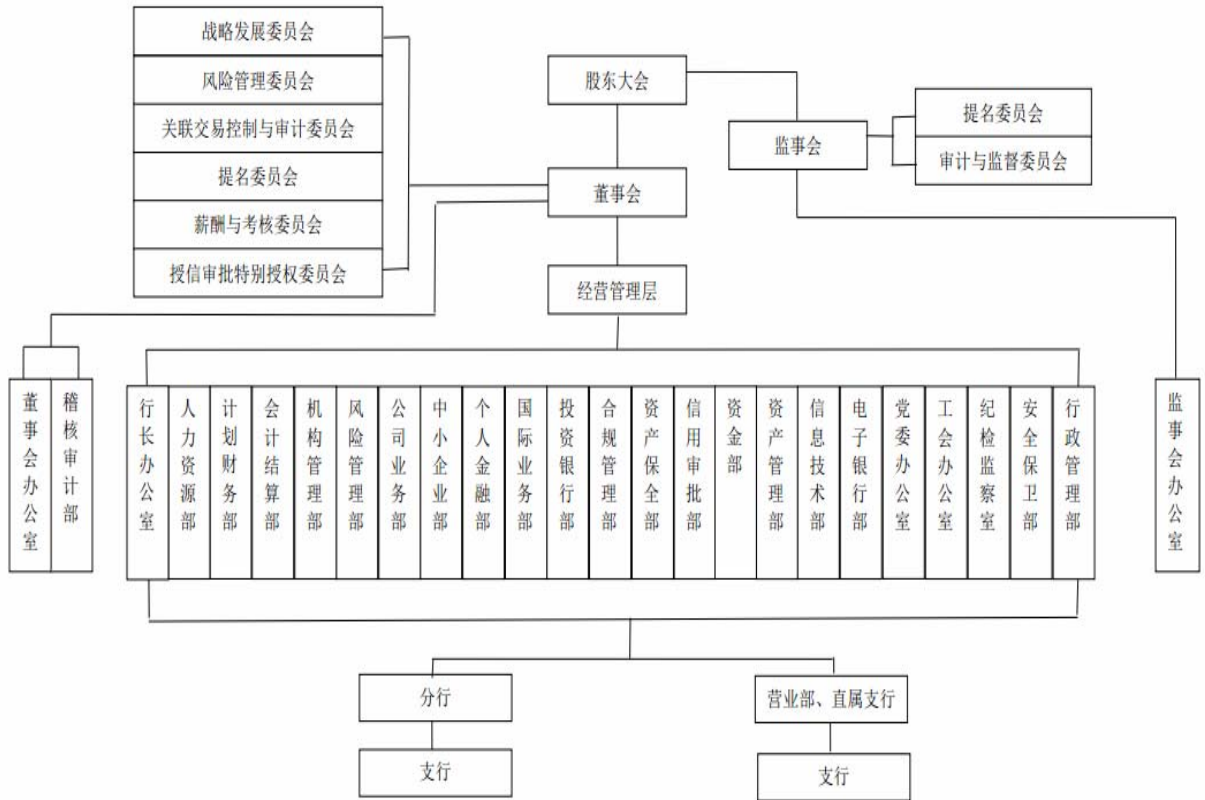 战略发展委员会
风险管理委员会
关联交易控制与审计委员会
提名委员会
薪酬与考核委员会
授信审批特别授权委员会
股东大会
监事会
提名委员会
审计与监督委员会
董事会
经营管理层
董事会办公室
稽核审计部
行长办公室
人力资源部
计划财务部
会计结算部
机构管理部
风险管理部
公司业务部
中小企业部
个人金融部
国际业务部
投资银行部
合规管理部
资产保全部
信用审批部
资金部
资产管理部
信息技术部
电子银行部
党委办公室
工会办公室
纪检监察室
安全保卫部
行政管理部
监事会办公室
分行
营业部、直属支行
支行
支行